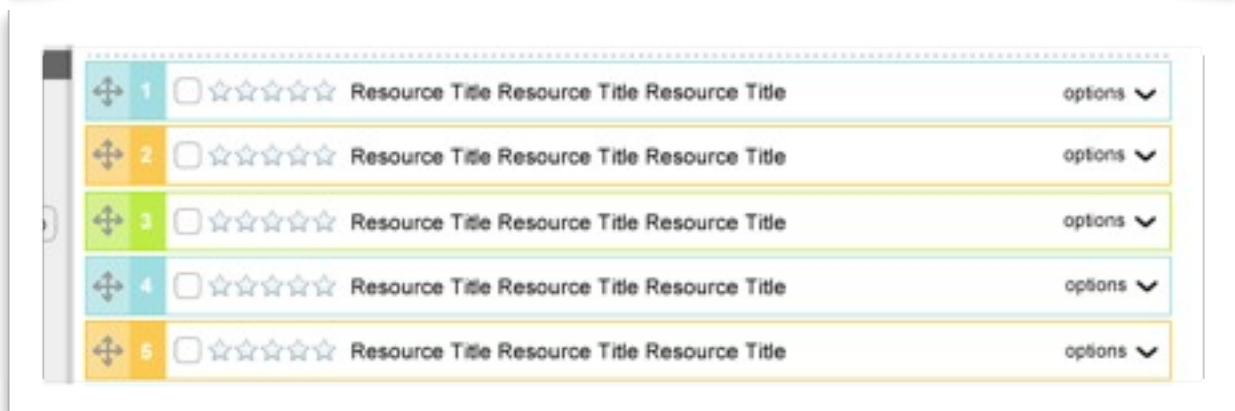 1 Resource Title Resource Title Resource Title options
2 Resource Title Resource Title Resource Title options
3 Resource Title Resource Title Resource Title options
4 Resource Title Resource Title Resource Title options
5 Resource Title Resource Title Resource Title options